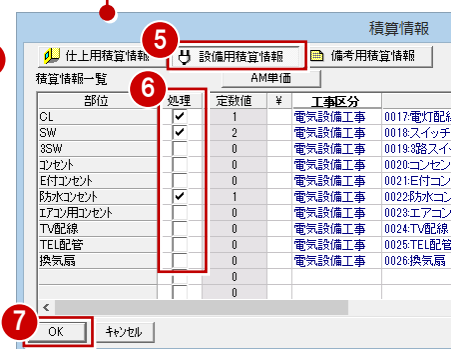 積算情報
5
仕上用積算情報 設備用積算情報 備考用積算情報
積算情報一覧 AM単価
6
部位 処理 定数値 ¥ 工事区分
CL 1 電気設備工事 0017:電灯配
SW 2 電気設備工事 0018:スイッチ
3SW 0 電気設備工事 0019:3路スイ
コンセント 0 電気設備工事 0020:コンセン
E付コンセント 0 電気設備工事 0021:E付コン
防水コンセント 1 電気設備工事 0022:防水コン
エアコン用コンセント 0 電気設備工事 0023:エアコン
TV配線 0 電気設備工事 0024:TV配線
TEL配管 0 電気設備工事 0025:TEL配管
換気扇 0 電気設備工事 0026:換気扇
0
0
7
OK キャンセル